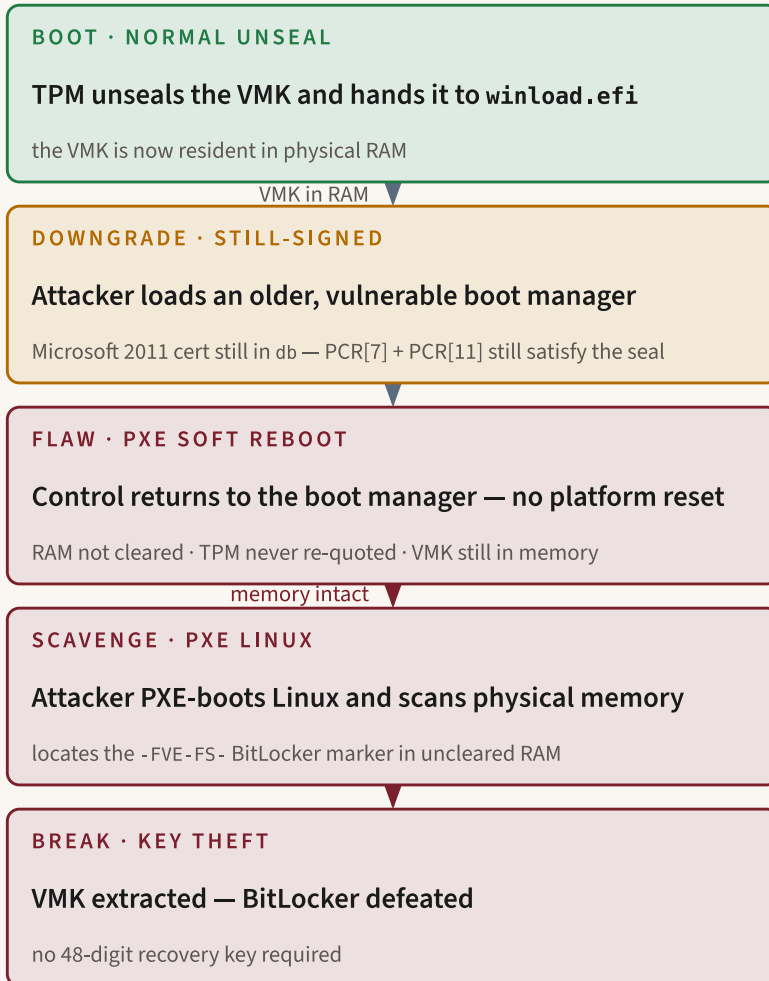 BOOT · NORMAL UNSEAL
TPM unseals the VMK and hands it to winload.efi
the VMK is now resident in physical RAM
VMK in RAM
DOWNGRADE · STILL-SIGNED
Attacker loads an older, vulnerable boot manager
Microsoft 2011 cert still in db — PCR[7] + PCR[11] still satisfy the seal
FLAW · PXE SOFT REBOOT
Control returns to the boot manager — no platform reset
RAM not cleared · TPM never re-quoted · VMK still in memory
memory intact
SCAVENGE · PXE LINUX
Attacker PXE-boots Linux and scans physical memory
locates the -FVE-FS- BitLocker marker in uncleared RAM
BREAK · KEY THEFT
VMK extracted — BitLocker defeated
no 48-digit recovery key required